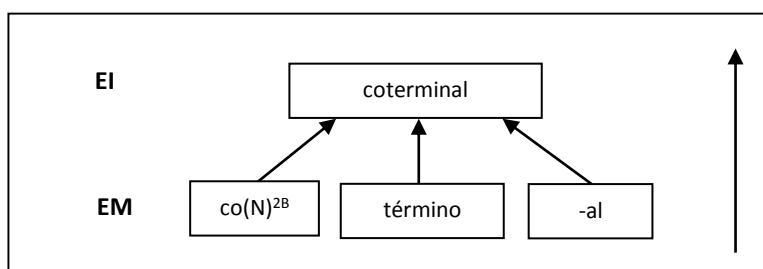 EI
coterminal
EM
co(N)²ᴮ
término
-al